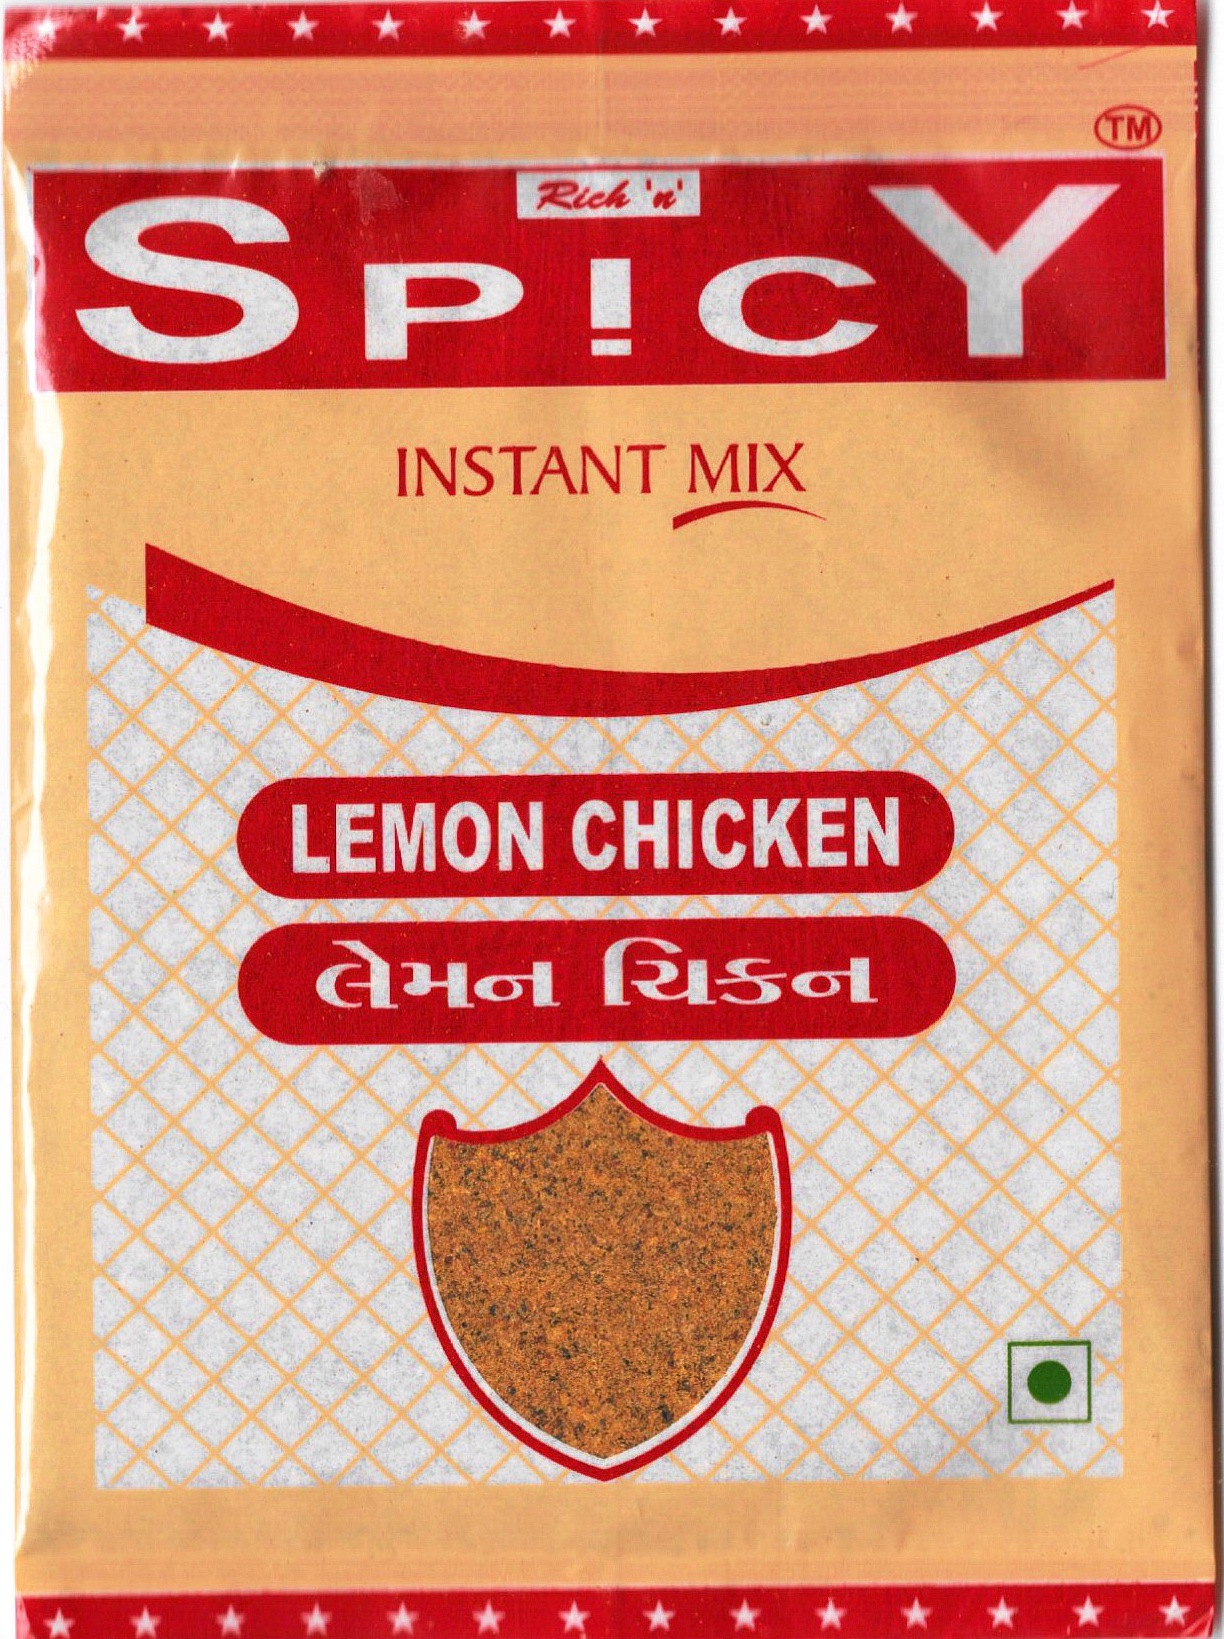 TM
Rich 'n'
SP!CY
INSTANT MIX
LEMON CHICKEN
લેમન ચિકન